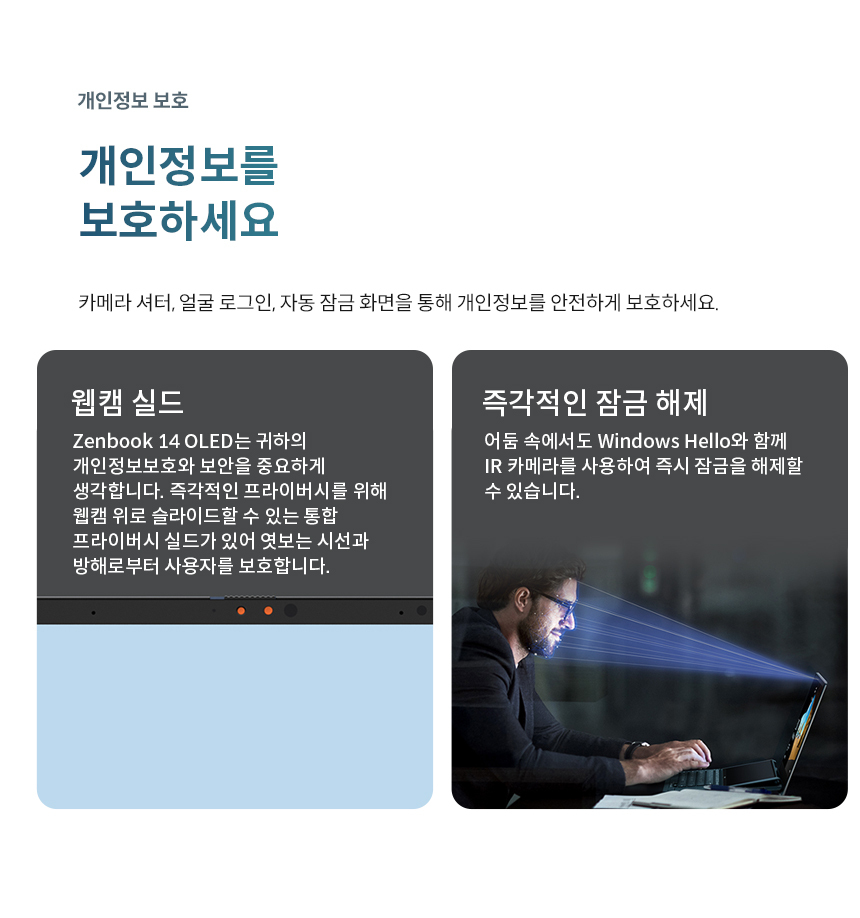 개인정보 보호
개인정보를
보호하세요
카메라 셔터, 얼굴 로그인, 자동 잠금 화면을 통해 개인정보를 안전하게 보호하세요.
웹캠 실드
Zenbook 14 OLED는 귀하의
개인정보보호와 보안을 중요하게
생각합니다. 즉각적인 프라이버시를 위해
웹캠 위로 슬라이드할 수 있는 통합
프라이버시 실드가 있어 엿보는 시선과
방해로부터 사용자를 보호합니다.
즉각적인 잠금 해제
어둠 속에서도 Windows Hello와 함께
IR 카메라를 사용하여 즉시 잠금을 해제할
수 있습니다.